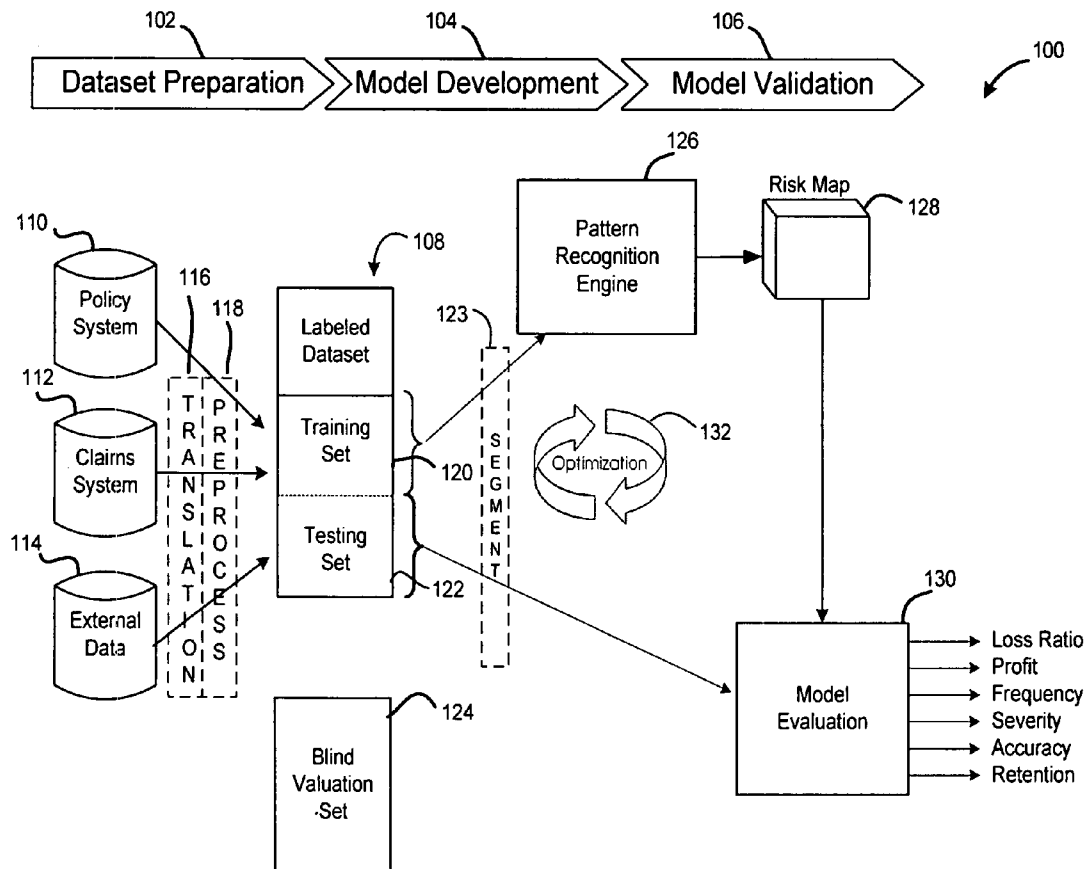 102
104
106
100
Dataset Preparation
Model Development
Model Validation
126
Risk Map
128
110
108
Pattern
Recognition
Engine
116
118
123
Policy
System
Labeled
Dataset
112
TRANSLATION
PREPROCESS
Training
Set
120
SEGMENT
132
Optimization
Claims
System
114
Testing
Set
122
External
Data
130
Loss Ratio
Profit
Frequency
Severity
Accuracy
Retention
Model
Evaluation
124
Blind
Valuation
Set